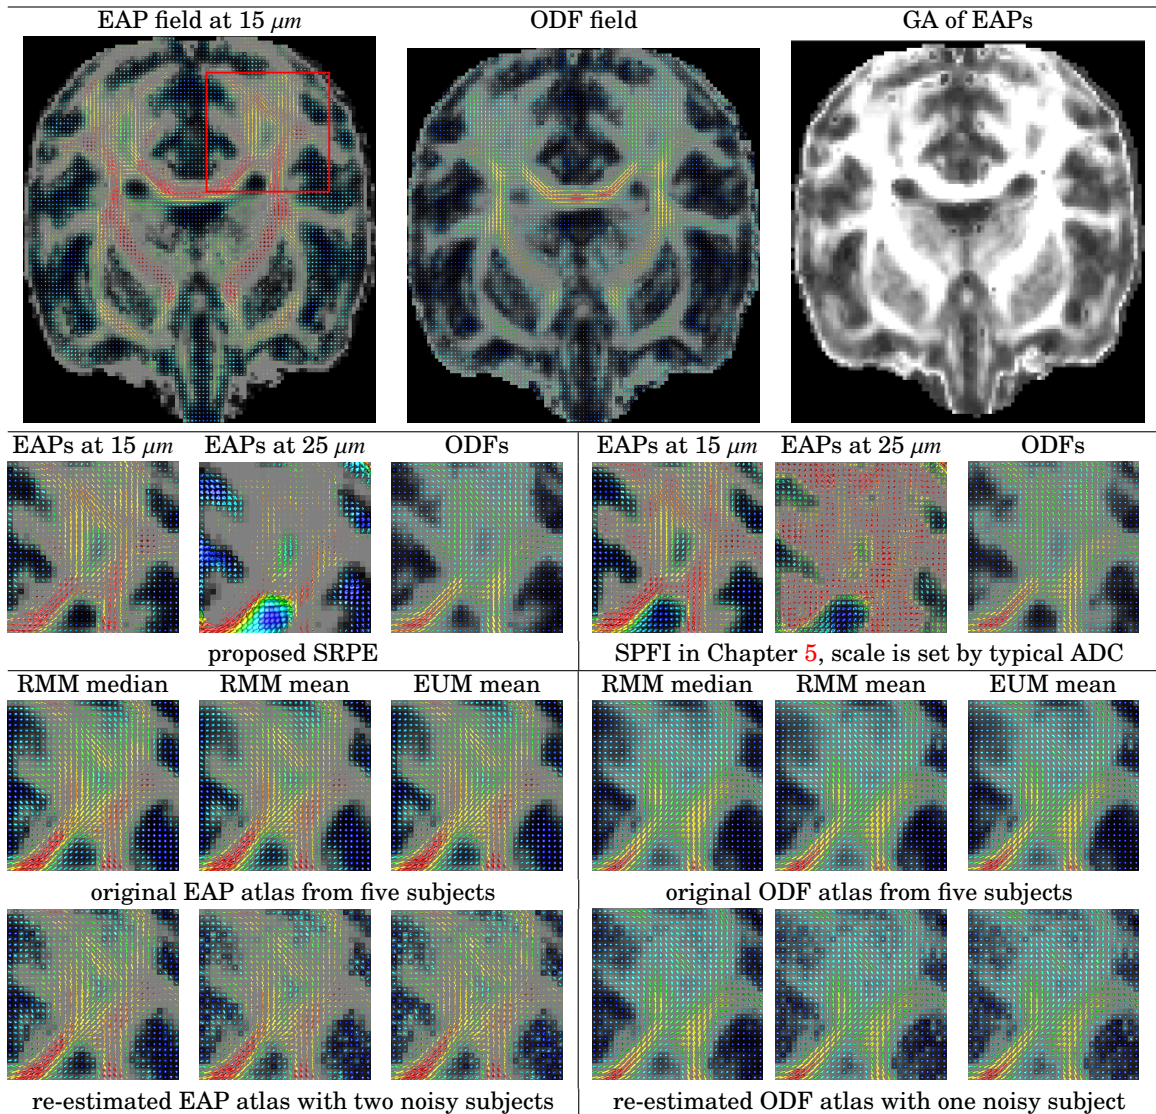 EAP field at 15 μm ODF field GA of EAPs
EAPs at 15 μm EAPs at 25 μm ODFs EAPs at 15 μm EAPs at 25 μm ODFs
proposed SRPE SPFI in Chapter 5, scale is set by typical ADC
RMM median RMM mean EUM mean RMM median RMM mean EUM mean
original EAP atlas from five subjects original ODF atlas from five subjects
re-estimated EAP atlas with two noisy subjects re-estimated ODF atlas with one noisy subject